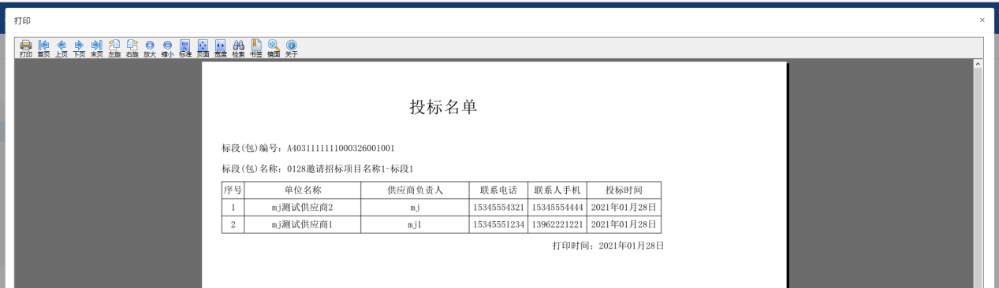 打印 ×
打印 首页 上页 下页 末页 左旋 右旋 放大 缩小 标准 页面 宽度 检索 书签 镜面 关于
投标名单
标段(包)编号：A4031111111000326001001
标段(包)名称：0128邀请招标项目名称1-标段1
序号 单位名称 供应商负责人 联系电话 联系人手机 投标时间
1 mj测试供应商2 mj 15345554321 15345554444 2021年01月28日
2 mj测试供应商1 mj1 15345551234 13962221221 2021年01月28日
打印时间：2021年01月28日